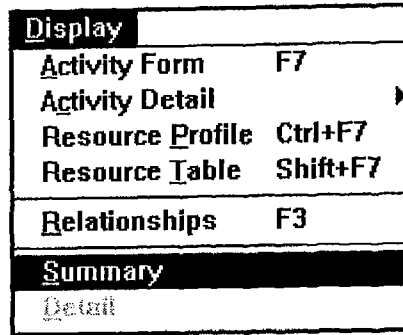 Display
Activity Form F7
Activity Detail
Resource Profile Ctrl+F7
Resource Table Shift+F7
Relationships F3
Summary
Detail